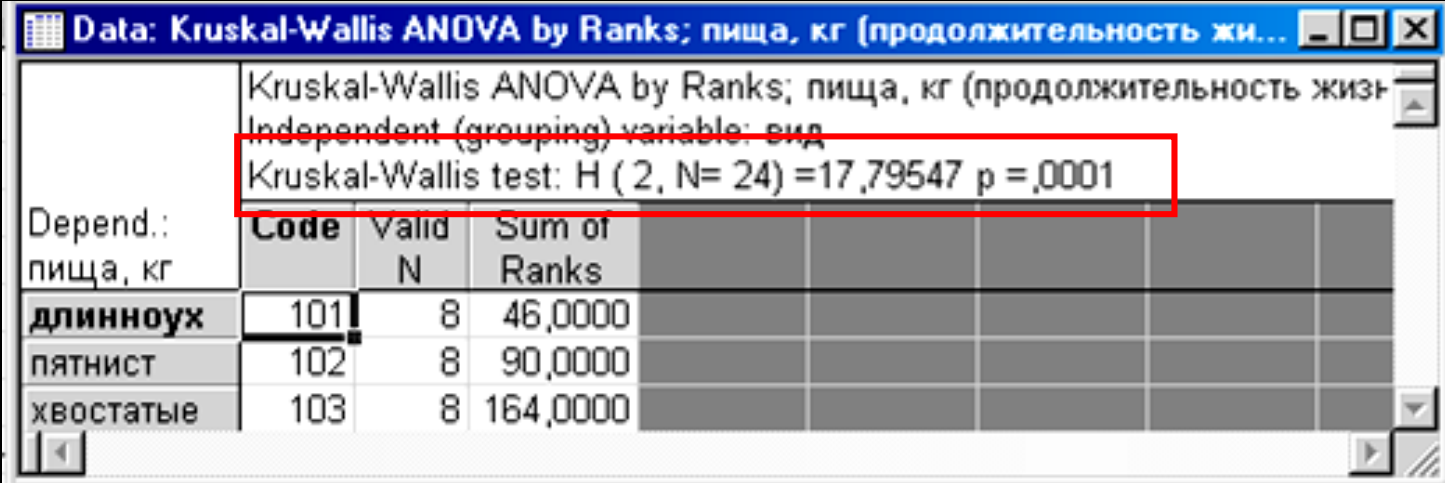 Data: Kruskal-Wallis ANOVA by Ranks; пища, кг (продолжительность жи...
Kruskal-Wallis ANOVA by Ranks; пища, кг (продолжительность жизн
Independent (grouping) variable: вид
Kruskal-Wallis test: H ( 2, N= 24) =17,79547 p =,0001
Depend.: Code Valid Sum of
пища, кг N Ranks
длинноух 101 8 46,0000
пятнист 102 8 90,0000
хвостатые 103 8 164,0000